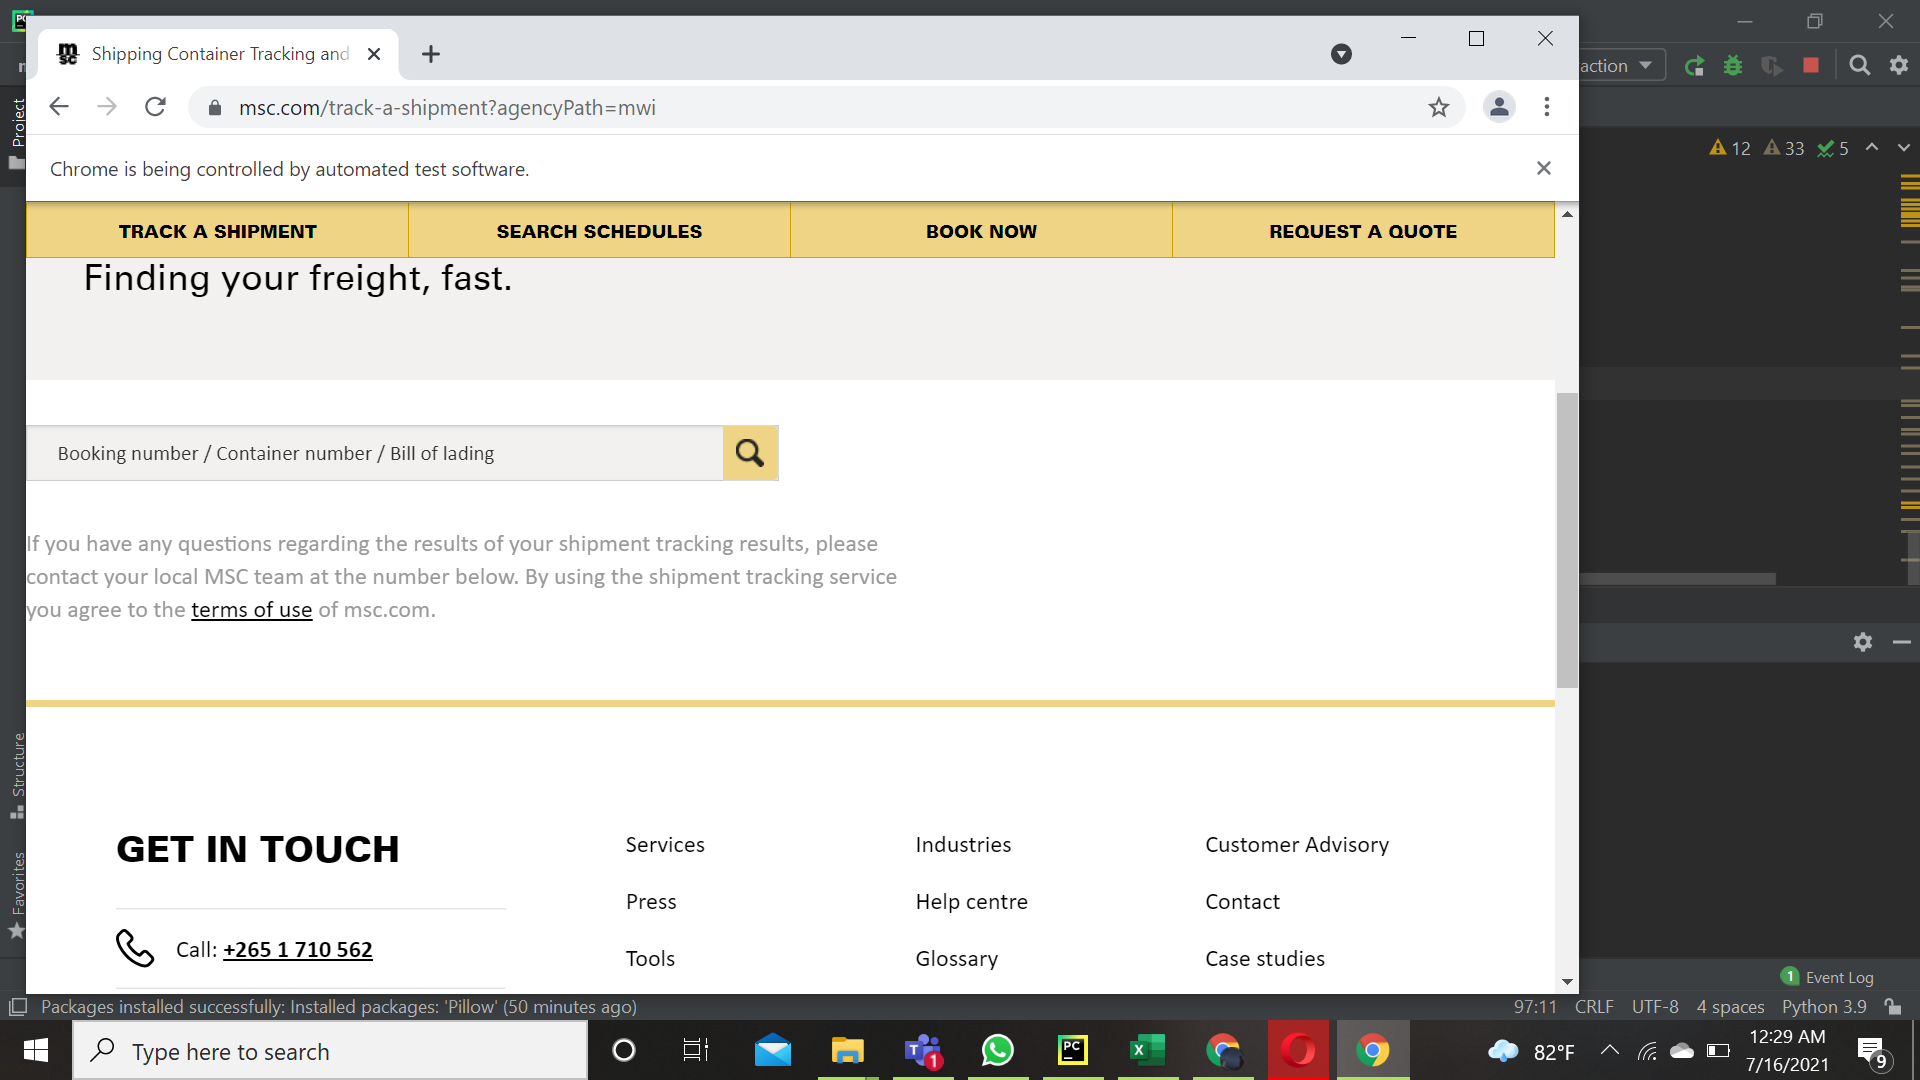 Shipping Container Tracking and
msc.com/track-a-shipment?agencyPath=mwi
action
Chrome is being controlled by automated test software.
12 33 5
Project
TRACK A SHIPMENT
SEARCH SCHEDULES
BOOK NOW
REQUEST A QUOTE
Finding your freight, fast.
Booking number / Container number / Bill of lading
If you have any questions regarding the results of your shipment tracking results, please
contact your local MSC team at the number below. By using the shipment tracking service
you agree to the terms of use of msc.com.
Structure
Favorites
GET IN TOUCH
Call: +265 1 710 562
Services
Press
Tools
Industries
Help centre
Glossary
Customer Advisory
Contact
Case studies
1 Event Log
Packages installed successfully: Installed packages: 'Pillow' (50 minutes ago)
97:11 CRLF UTF-8 4 spaces Python 3.9
Type here to search
82°F
12:29 AM
7/16/2021
9